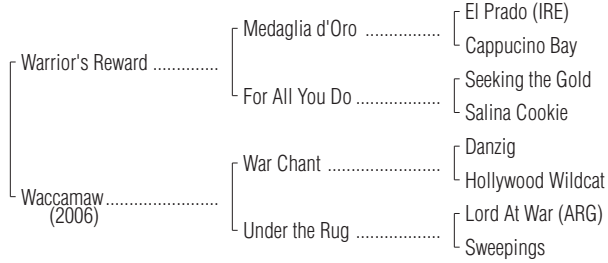 El Prado (IRE)
Medaglia d'Oro ................
Cappucino Bay
Warrior's Reward ..............
Seeking the Gold
For All You Do ..................
Salina Cookie
Danzig
War Chant .......................
Hollywood Wildcat
Waccamaw........................
(2006)
Lord At War (ARG)
Under the Rug ...................
Sweepings